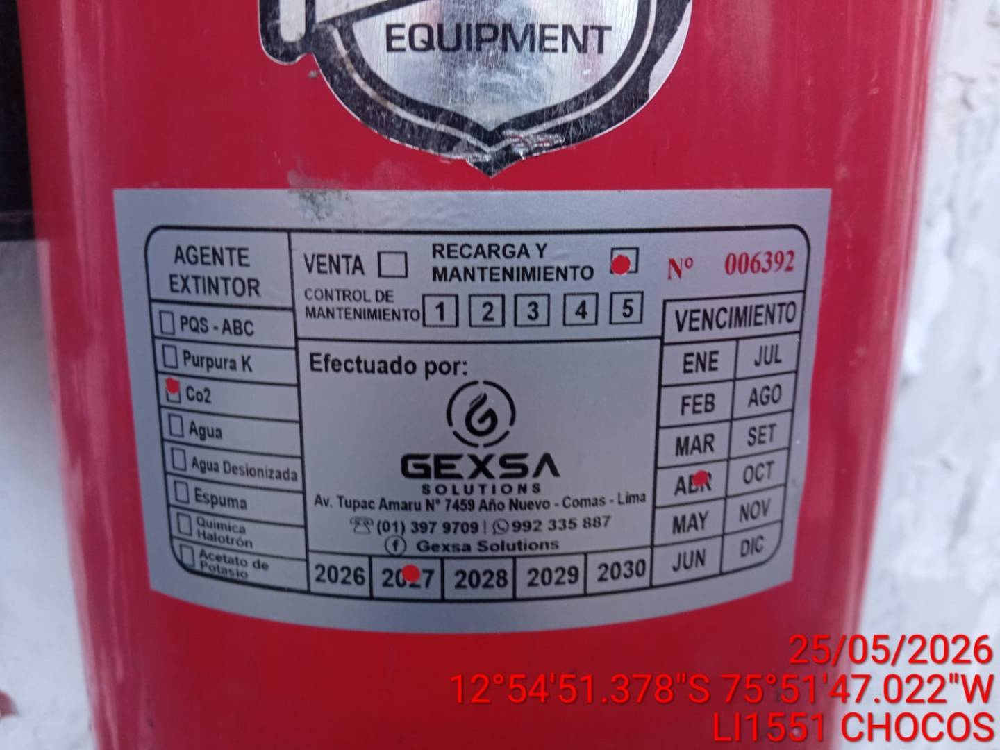 EQUIPMENT
AGENTE
EXTINTOR
PQS - ABC
Purpura K
Co2
Agua
Agua Desionizada
Espuma
Quimica
Halotrón
Acetato de
Potasio
VENTA
RECARGA Y
MANTENIMIENTO
Nº 006392
CONTROL DE
MANTENIMIENTO 1 2 3 4 5
Efectuado por:
GEXSA
SOLUTIONS
Av. Tupac Amaru N° 7459 Año Nuevo - Comas - Lima
(01) 397 9709 | 992 335 887
Gexsa Solutions
2026 2027 2028 2029 2030
VENCIMIENTO
ENE JUL
FEB AGO
MAR SET
ABR OCT
MAY NOV
JUN DIC
25/05/2026
12°54'51.378"S 75°51'47.022"W
LI1551 CHOCOS